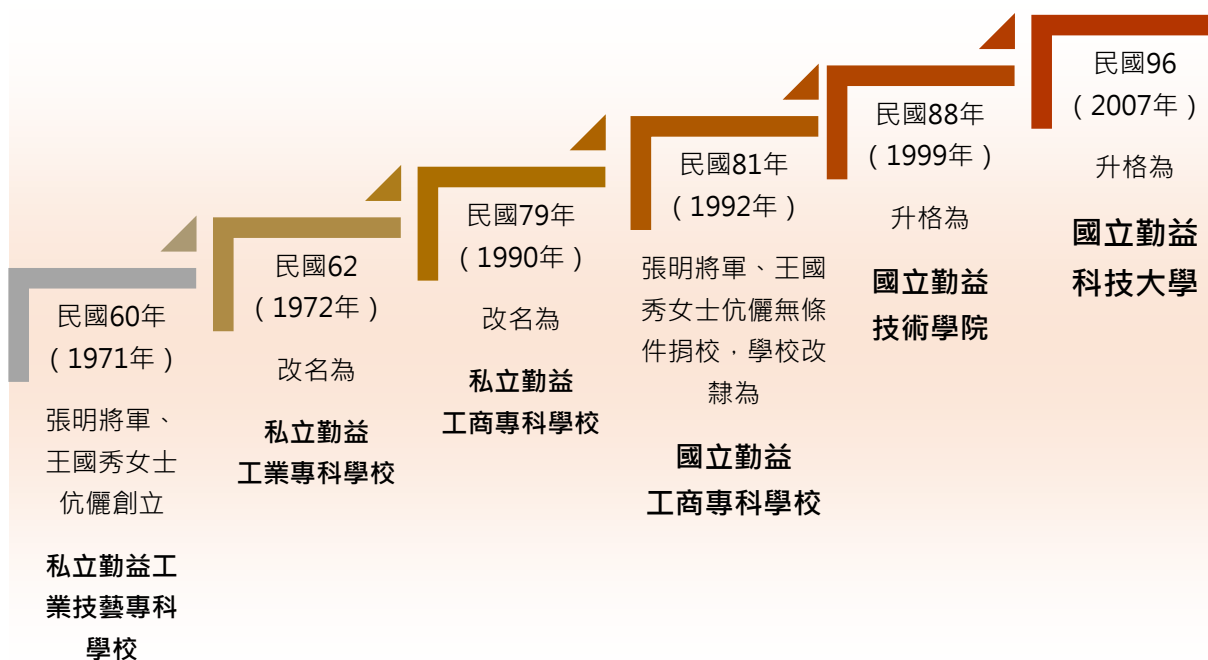 民國60年
（1971年）
張明將軍、
王國秀女士
伉儷創立
私立勤益工
業技藝專科
學校
民國62
（1972年）
改名為
私立勤益
工業專科學校
民國79年
（1990年）
改名為
私立勤益
工商專科學校
民國81年
（1992年）
張明將軍、王國
秀女士伉儷無條
件捐校，學校改
隸為
國立勤益
工商專科學校
民國88年
（1999年）
升格為
國立勤益
技術學院
民國96
（2007年）
升格為
國立勤益
科技大學